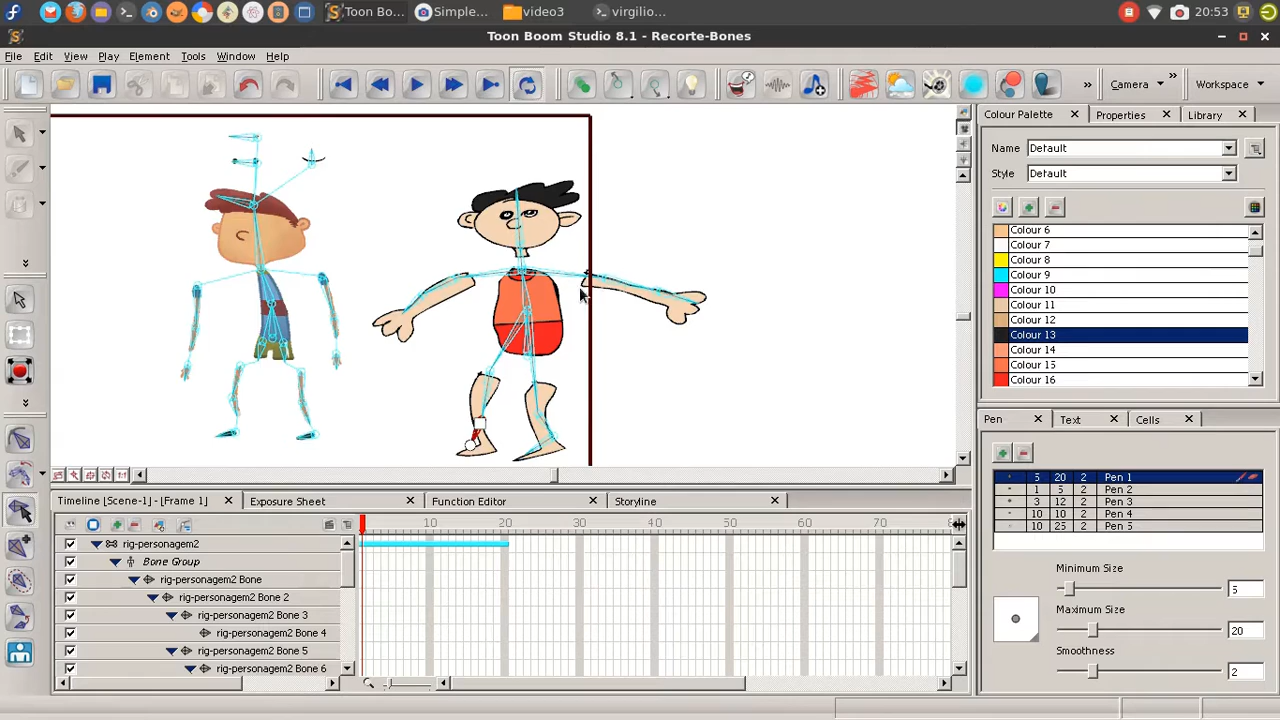 Toon Bo...
Simple...
video3
virgilio...
20:53
Toon Boom Studio 8.1 - Recorte-Bones
File Edit View Play Element Tools Window Help
Camera Workspace
Colour Palette Properties Library
Name Default
Style Default
Colour 6
Colour 7
Colour 8
Colour 9
Colour 10
Colour 11
Colour 12
Colour 13
Colour 14
Colour 15
Colour 16
Pen Text Cells
5 20 2 Pen 1
1 5 2 Pen 2
3 12 2 Pen 3
10 10 2 Pen 4
10 25 2 Pen 5
Minimum Size
5
Maximum Size
20
Smoothness
2
Timeline [Scene-1] - [Frame 1] Exposure Sheet Function Editor Storyline
10 20 30 40 50 60 70
rig-personagem2
Bone Group
rig-personagem2 Bone
rig-personagem2 Bone 2
rig-personagem2 Bone 3
rig-personagem2 Bone 4
rig-personagem2 Bone 5
rig-personagem2 Bone 6